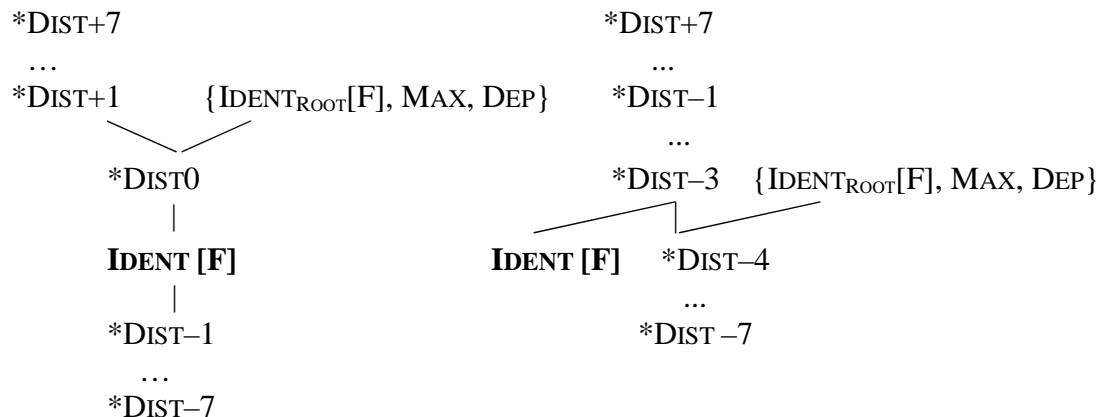 *DIST+7 *DIST+7
… ...
*DIST+1 {IDENTROOT[F], MAX, DEP} *DIST–1
...
*DIST0 *DIST–3 {IDENTROOT[F], MAX, DEP}
IDENT [F] IDENT [F] *DIST–4
...
*DIST–1 *DIST –7
…
*DIST–7